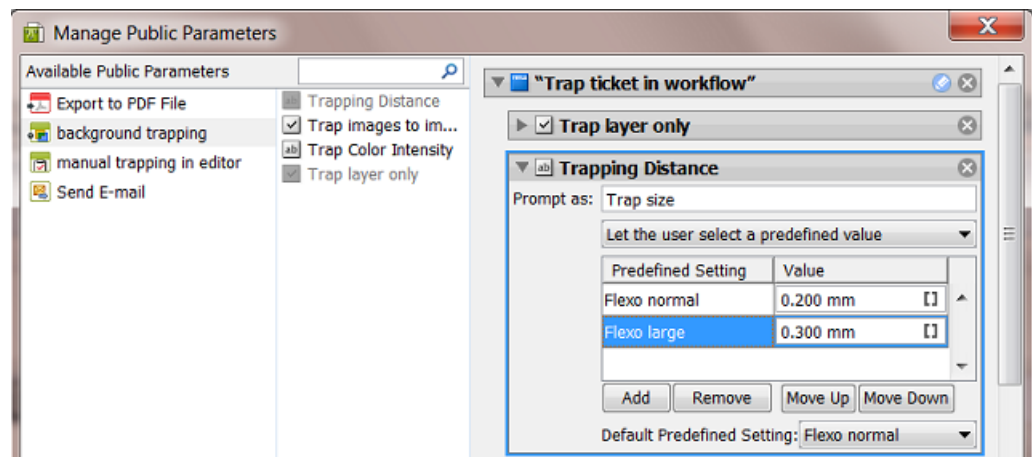 Manage Public Parameters
X
Available Public Parameters
Export to PDF File
background trapping
manual trapping in editor
Send E-mail
ab Trapping Distance
Trap images to im...
ab Trap Color Intensity
Trap layer only
"Trap ticket in workflow"
Trap layer only
ab Trapping Distance
Prompt as: Trap size
Let the user select a predefined value
Predefined Setting Value
Flexo normal 0.200 mm []
Flexo large 0.300 mm []
Add Remove Move Up Move Down
Default Predefined Setting: Flexo normal